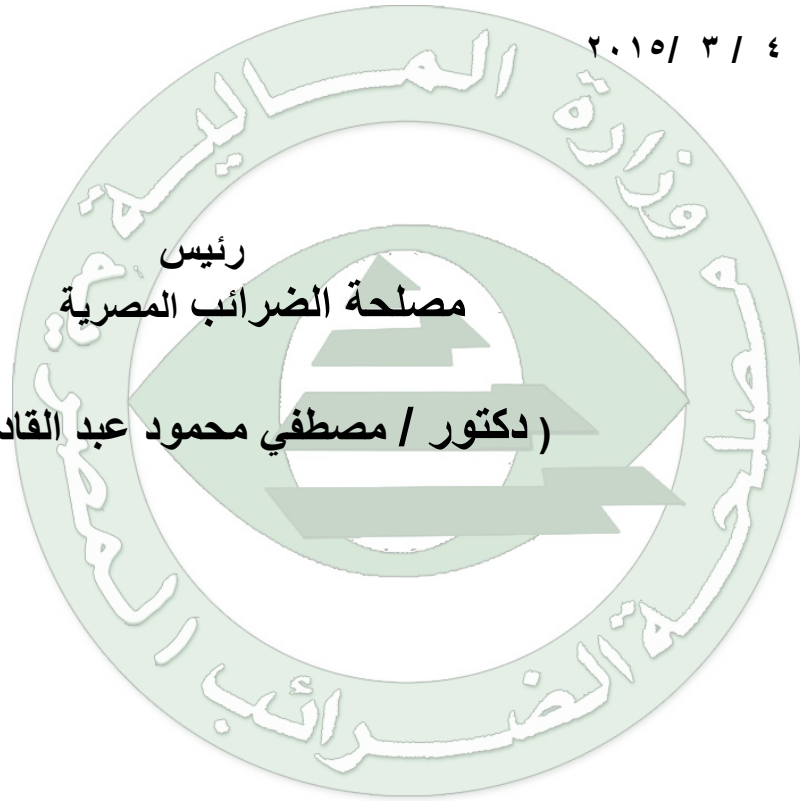 ٤ / ٣ /٢٠١٥
وزارة المالية
رئيس
مصلحة الضرائب المصرية
( دكتور / مصطفي محمود عبد
مصلحة الضرائب المصرية